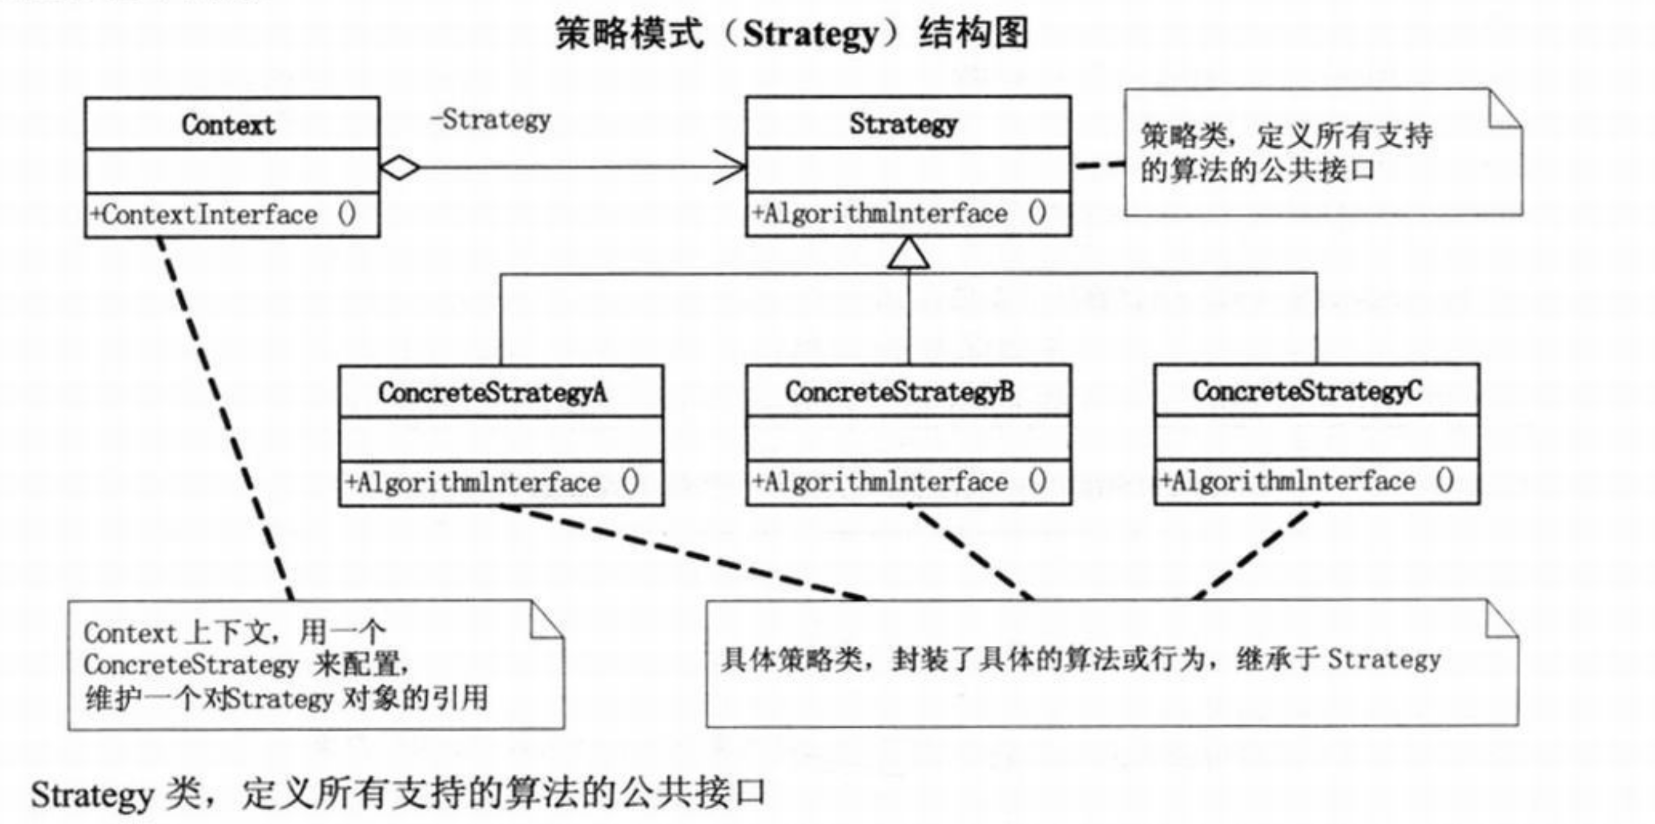 策略模式（Strategy）结构图
Context
-Strategy
Strategy
策略类，定义所有支持
的算法的公共接口
+ContextInterface ()
+Algorithmlnterface ()
ConcreteStrategyA
ConcreteStrategyB
ConcreteStrategyC
+Algorithmlnterface ()
+Algorithmlnterface ()
+Algorithmlnterface ()
Context 上下文，用一个
ConcreteStrategy 来配置，
维护一个对Strategy 对象的引用
具体策略类，封装了具体的算法或行为，继承于 Strategy
Strategy 类，定义所有支持的算法的公共接口